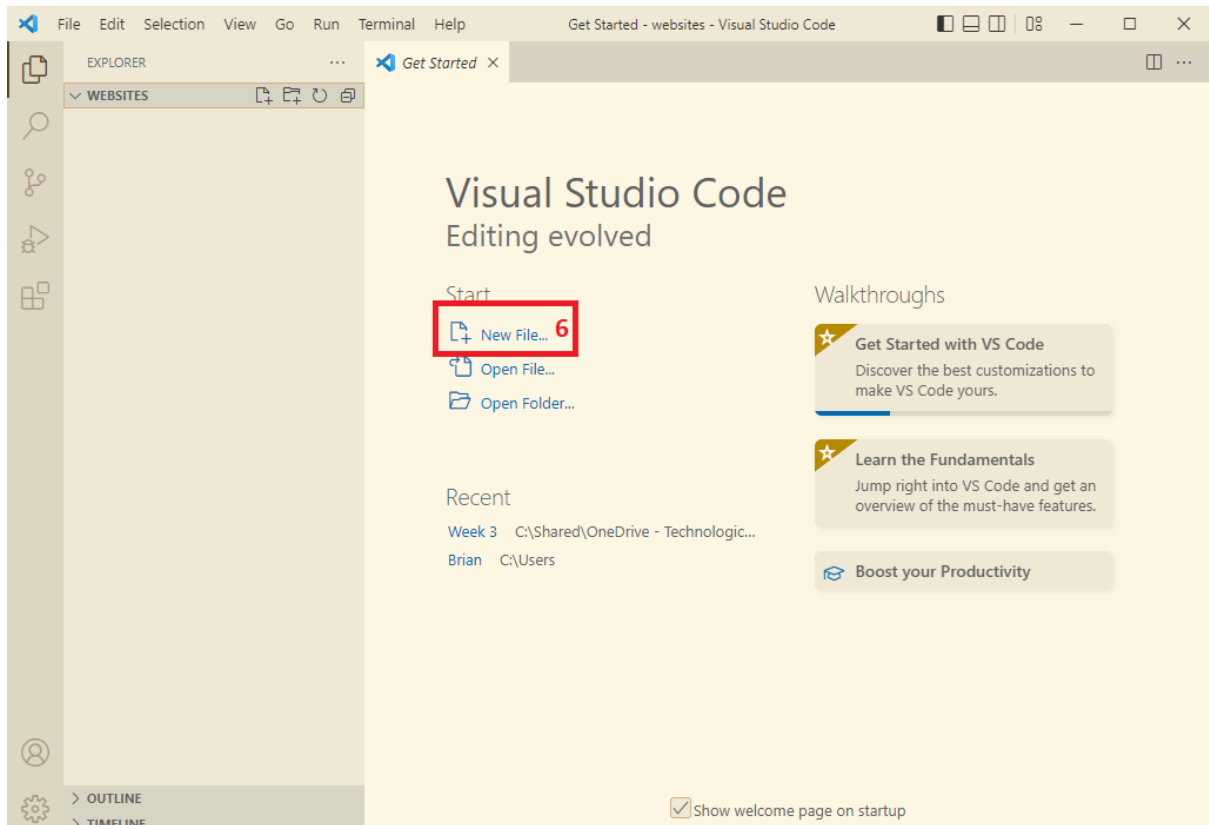 File Edit Selection View Go Run Terminal Help Get Started - websites - Visual Studio Code
EXPLORER
Get Started
WEBSITES
Visual Studio Code
Editing evolved
Start
New File... 6
Open File...
Open Folder...
Recent
Week 3 C:\Shared\OneDrive - Technologic...
Brian C:\Users
Walkthroughs
Get Started with VS Code
Discover the best customizations to
make VS Code yours.
Learn the Fundamentals
Jump right into VS Code and get an
overview of the must-have features.
Boost your Productivity
OUTLINE
TIMELINE
Show welcome page on startup